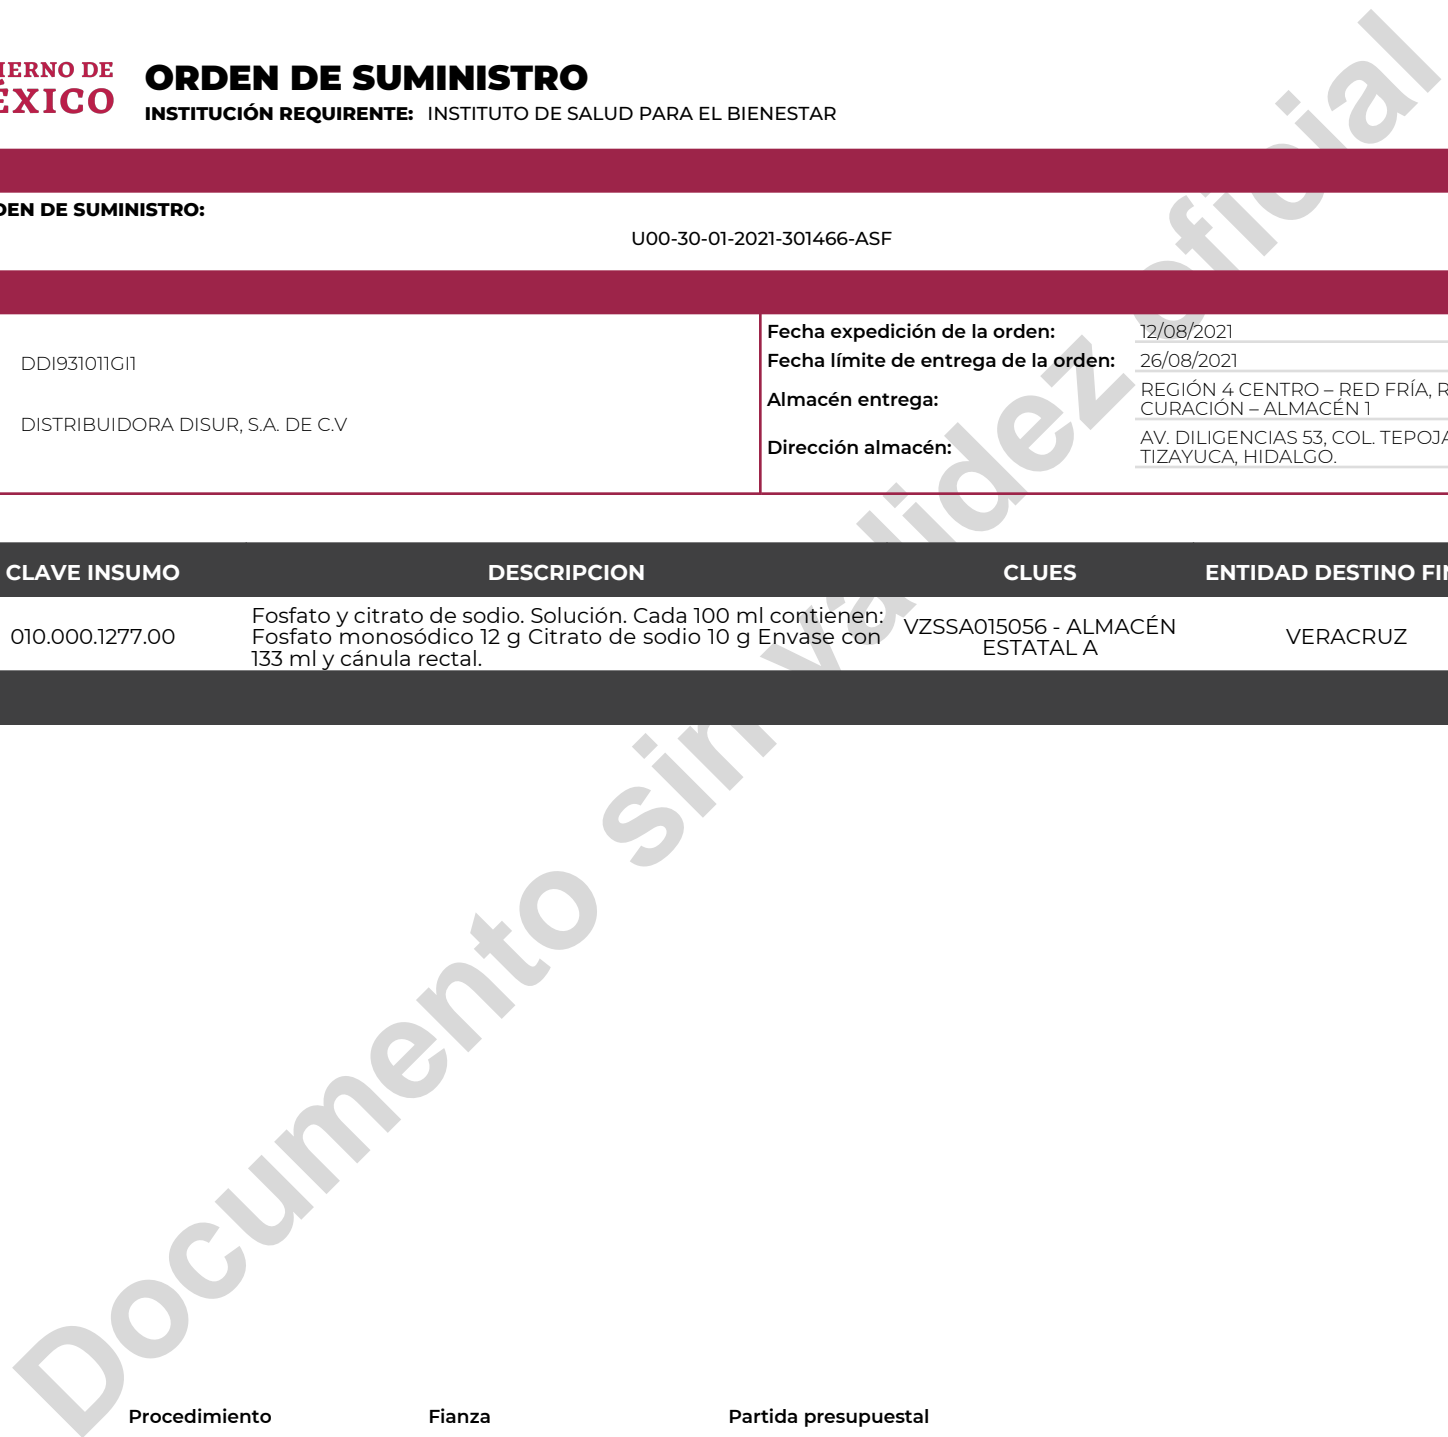 IERNO DE
ÉXICO
ORDEN DE SUMINISTRO
INSTITUCIÓN REQUIRENTE: INSTITUTO DE SALUD PARA EL BIENESTAR
DEN DE SUMINISTRO:
U00-30-01-2021-301466-ASF
DDI931011GI1
DISTRIBUIDORA DISUR, S.A. DE C.V
Fecha expedición de la orden: 12/08/2021
Fecha límite de entrega de la orden: 26/08/2021
Almacén entrega: REGIÓN 4 CENTRO – RED FRÍA, R
CURACIÓN – ALMACÉN 1
Dirección almacén: AV. DILIGENCIAS 53, COL. TEPOJA
TIZAYUCA, HIDALGO.
CLAVE INSUMO DESCRIPCION CLUES ENTIDAD DESTINO FIN
010.000.1277.00
Fosfato y citrato de sodio. Solución. Cada 100 ml contienen:
Fosfato monosódico 12 g Citrato de sodio 10 g Envase con
133 ml y cánula rectal.
VZSSA015056 - ALMACÉN
ESTATAL A
VERACRUZ
Documento sin validez oficial
Procedimiento Fianza Partida presupuestal